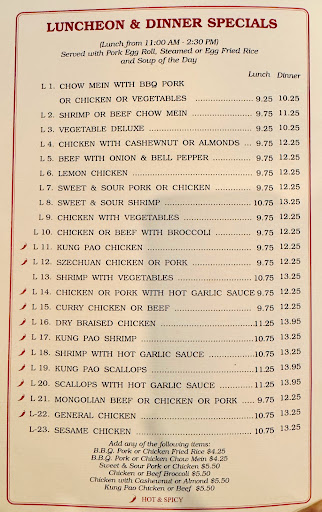 LUNCHEON & DINNER SPECIALS
(Lunch from 11:00 AM - 2:30 PM)
Served with Pork Egg Roll, Steamed or Egg Fried Rice
and Soup of the Day
Lunch Dinner
L 1. CHOW MEIN WITH BBQ PORK
OR CHICKEN OR VEGETABLES 9.25 10.25
L 2. SHRIMP OR BEEF CHOW MEIN 9.75 11.25
L 3. VEGETABLE DELUXE 9.25 10.25
L 4. CHICKEN WITH CASHEWNUT OR ALMONDS 9.75 12.25
L 5. BEEF WITH ONION & BELL PEPPER 9.75 12.25
L 6. LEMON CHICKEN 9.75 12.25
L 7. SWEET & SOUR PORK OR CHICKEN 9.75 12.25
L 8. SWEET & SOUR SHRIMP 10.75 13.25
L 9. CHICKEN WITH VEGETABLES 9.75 12.25
L 10. CHICKEN OR BEEF WITH BROCCOLI 9.75 12.25
L 11. KUNG PAO CHICKEN 9.75 12.25
L 12. SZECHUAN CHICKEN OR PORK 9.75 12.25
L 13. SHRIMP WITH VEGETABLES 10.75 13.25
L 14. CHICKEN OR PORK WITH HOT GARLIC SAUCE 9.75 12.25
L 15. CURRY CHICKEN OR BEEF 9.75 12.25
L 16. DRY BRAISED CHICKEN 11.25 13.95
L 17. KUNG PAO SHRIMP 10.75 13.25
L 18. SHRIMP WITH HOT GARLIC SAUCE 10.75 13.25
L 19. KUNG PAO SCALLOPS 11.25 13.95
L 20. SCALLOPS WITH HOT GARLIC SAUCE 11.25 13.95
L 21. MONGOLIAN BEEF OR CHICKEN OR PORK 9.75 12.25
L-22. GENERAL CHICKEN 10.75 13.25
L-23. SESAME CHICKEN 10.75 13.25
Add any of the following items:
B.B.Q. Pork or Chicken Fried Rice $4.25
B.B.Q. Pork or Chicken Chow Mein $4.25
Sweet & Sour Pork or Chicken $5.50
Chicken or Beef Broccoli $5.50
Chicken with Cashewnut or Almond $5.50
Kung Pao Chicken or Beef $5.50
HOT & SPICY